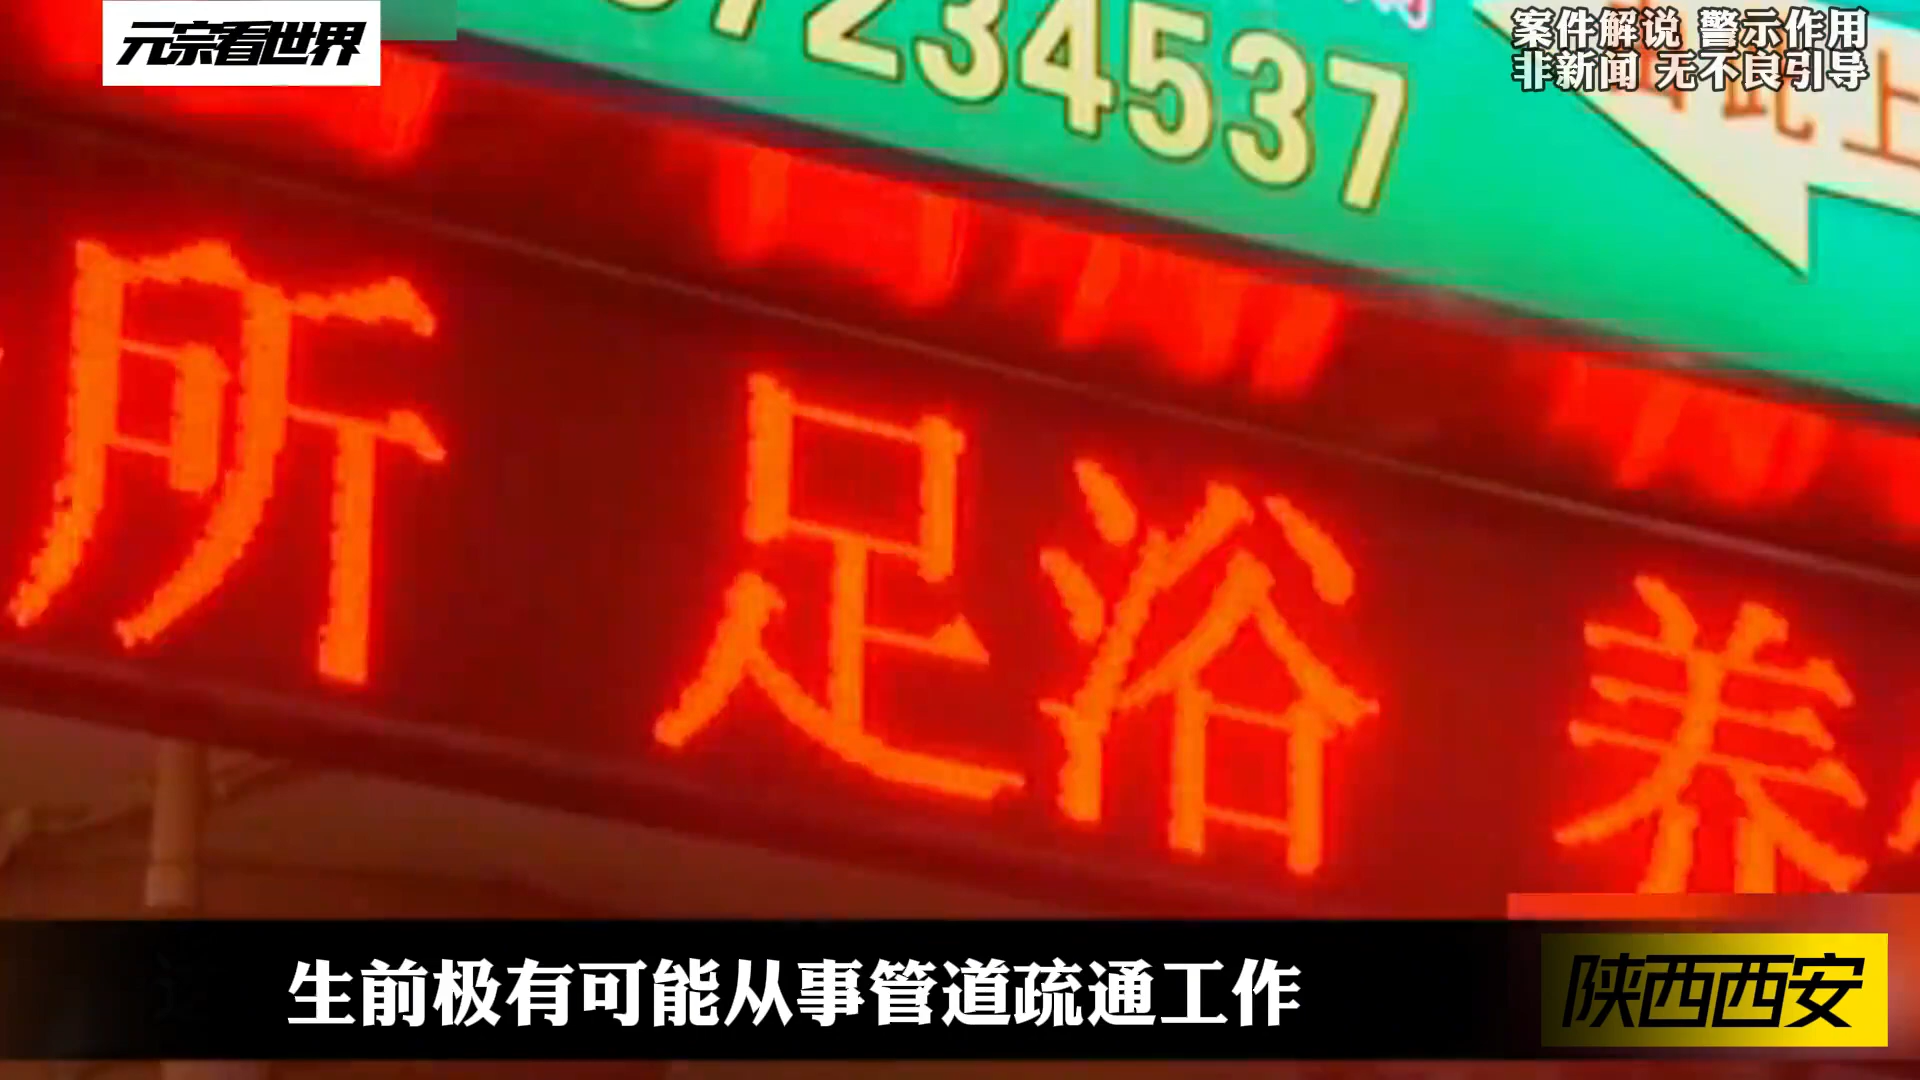 元宗看世界
案件解说 警示作用
非新闻 无不良引导
7234537
所 足浴 养
生前极有可能从事管道疏通工作
陕西西安